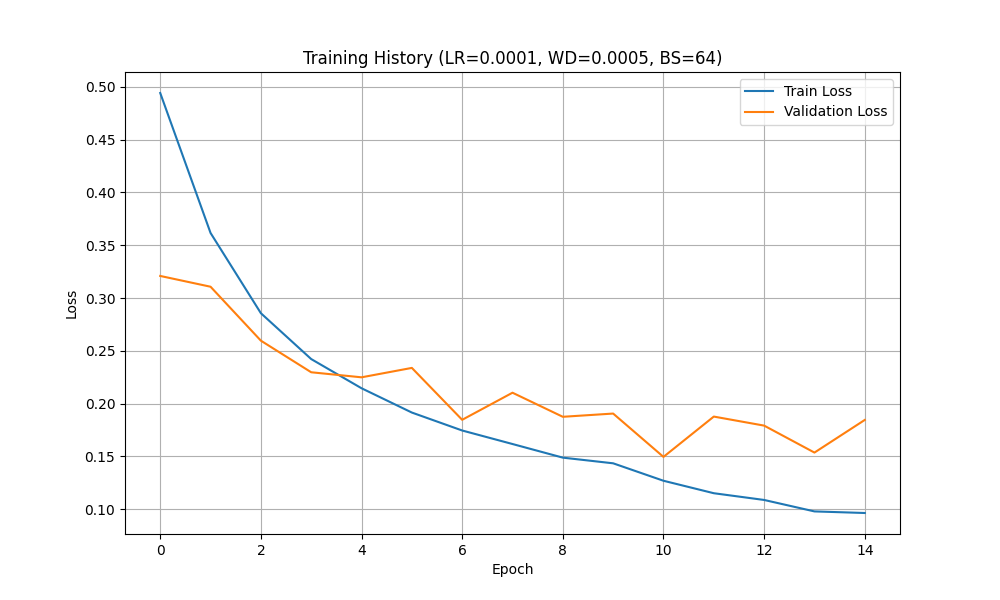 Training History (LR=0.0001, WD=0.0005, BS=64)
Train Loss
Validation Loss
0.50
0.45
0.40
0.35
0.30
0.25
0.20
0.15
0.10
Loss
0 2 4 6 8 10 12 14
Epoch